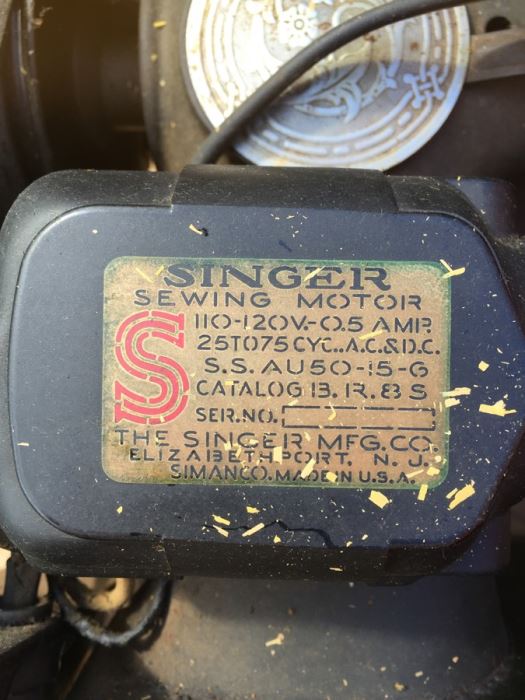 SINGER
SEWING MOTOR
S
110-120V.-0.5 AMP.
25TO75 CYC..A.C.&D.C.
S.S. AU50-15-G
CATALOG B. R. 8 S
SER.NO.
THE SINGER MFG.CO.
ELIZABETHPORT, N. J.
SIMANCO. MADE IN U.S.A.